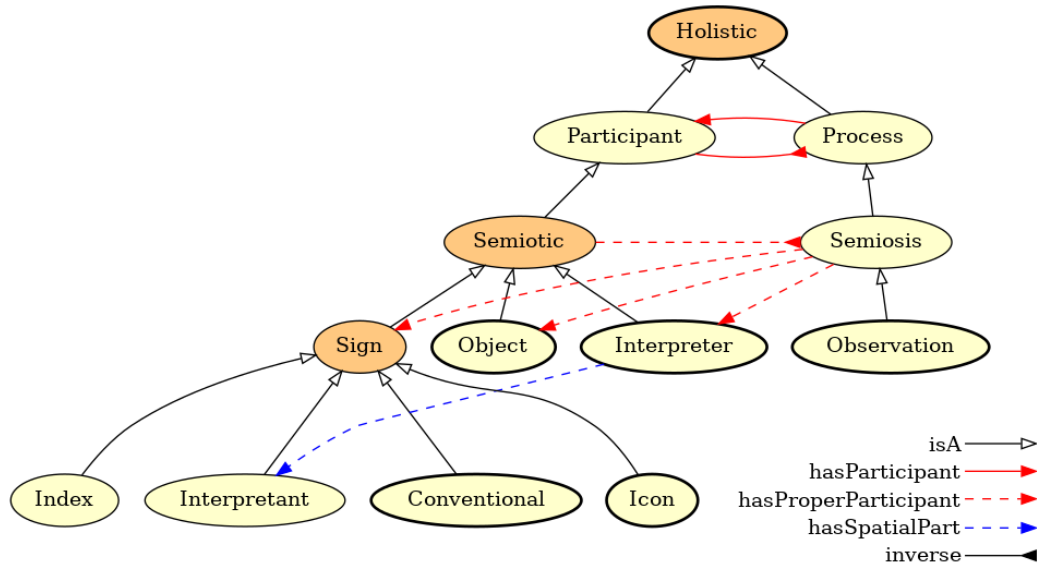 Holistic
Participant
Process
Semiotic
Semiosis
Sign
Object
Interpreter
Observation
isA
hasParticipant
Index
Interpretant
Conventional
Icon
hasProperParticipant
hasSpatialPart
inverse